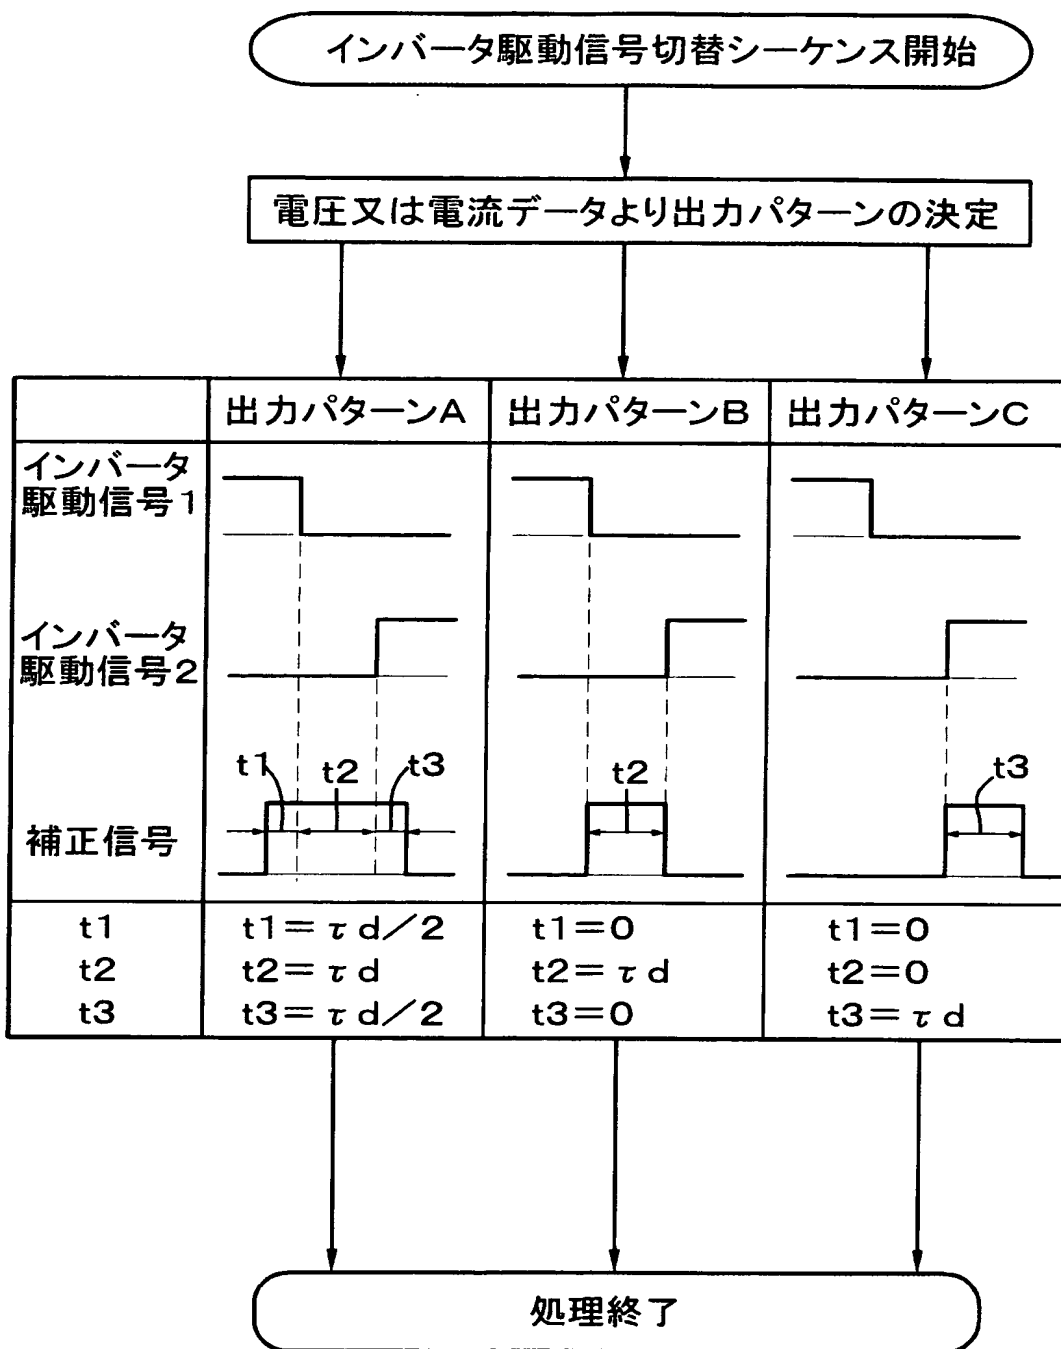 インバータ駆動信号切替シーケンス開始
電圧又は電流データより出力パターンの決定
出力パターンA
出力パターンB
出力パターンC
インバータ
駆動信号1
インバータ
駆動信号2
t1
t2
t3
t2
t3
補正信号
t1
t1=τd/2
t1=0
t1=0
t2
t2=τd
t2=τd
t2=0
t3
t3=τd/2
t3=0
t3=τd
処理終了